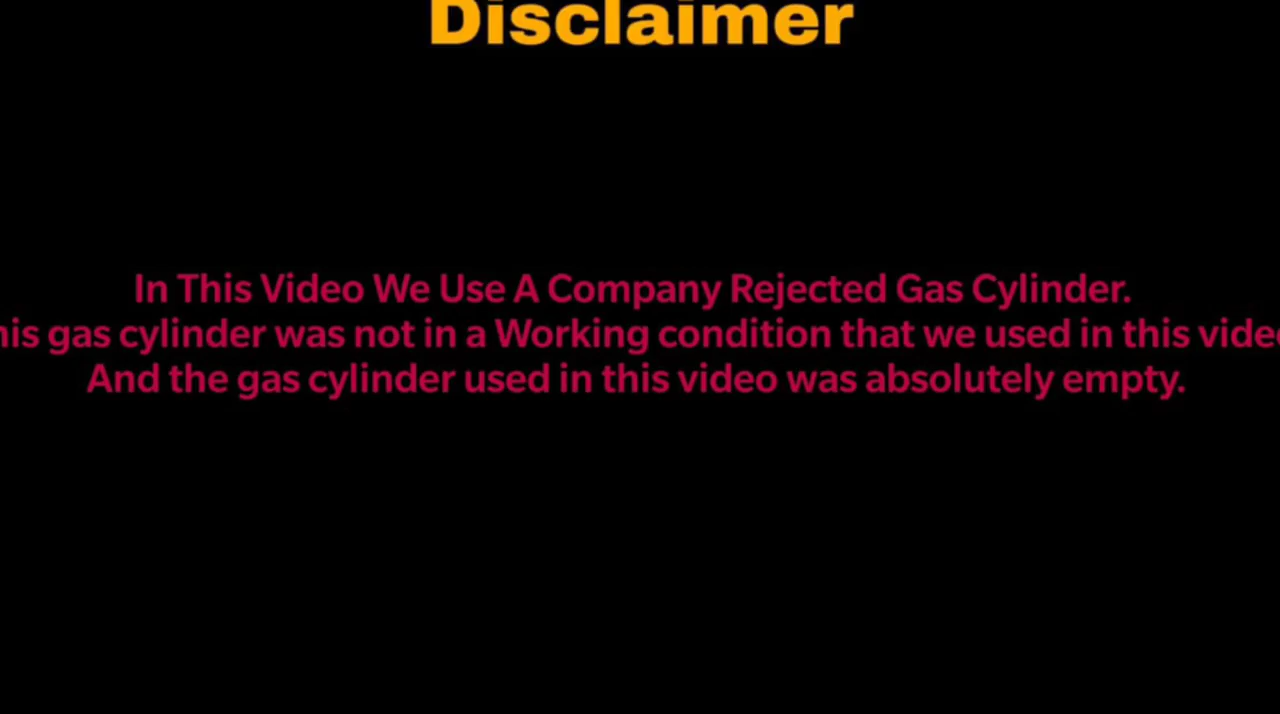 Disclaimer
In This Video We Use A Company Rejected Gas Cylinder.
his gas cylinder was not in a Working condition that we used in this vide
And the gas cylinder used in this video was absolutely empty.